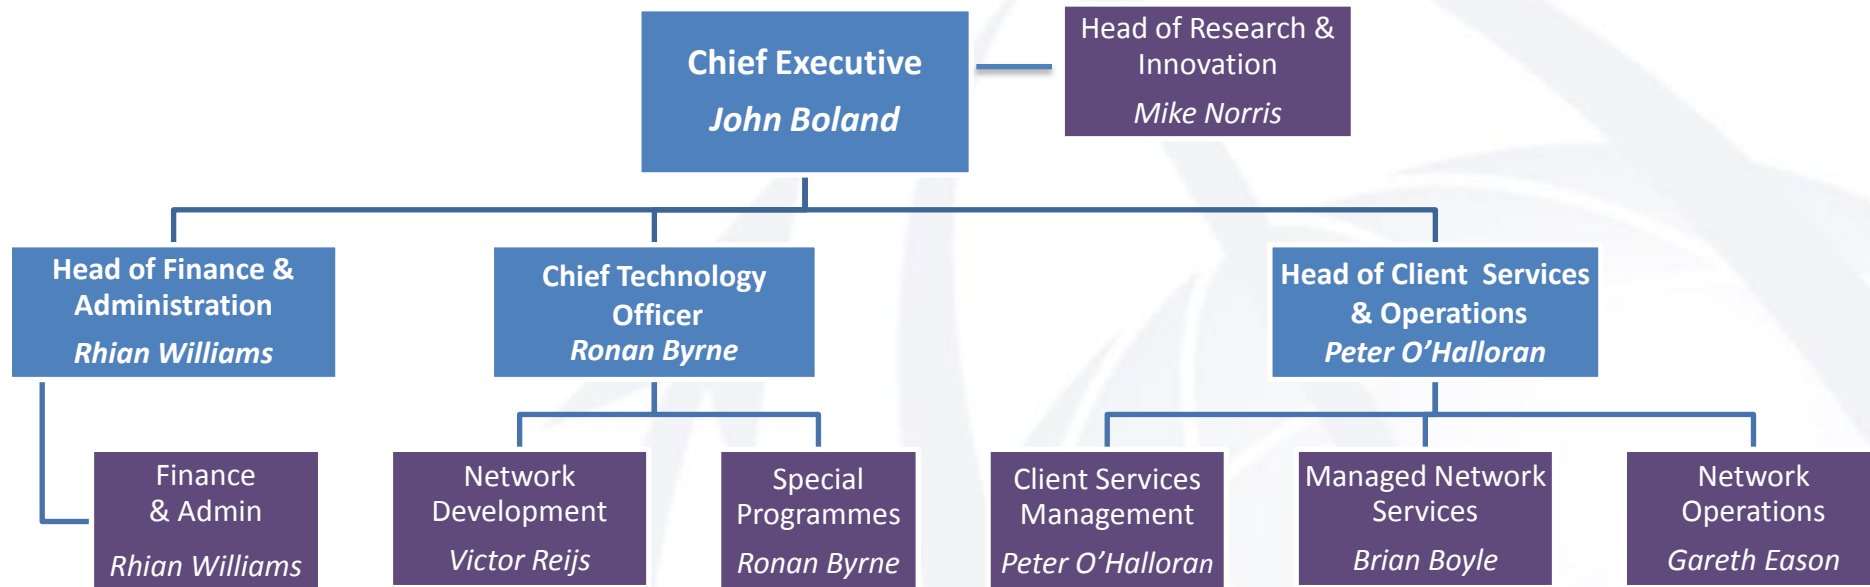 Chief Executive
John Boland
Head of Research &
Innovation
Mike Norris
Head of Finance &
Administration
Rhian Williams
Chief Technology
Officer
Ronan Byrne
Head of Client Services
& Operations
Peter O’Halloran
Finance
& Admin
Rhian Williams
Network
Development
Victor Reijs
Special
Programmes
Ronan Byrne
Client Services
Management
Peter O’Halloran
Managed Network
Services
Brian Boyle
Network
Operations
Gareth Eason